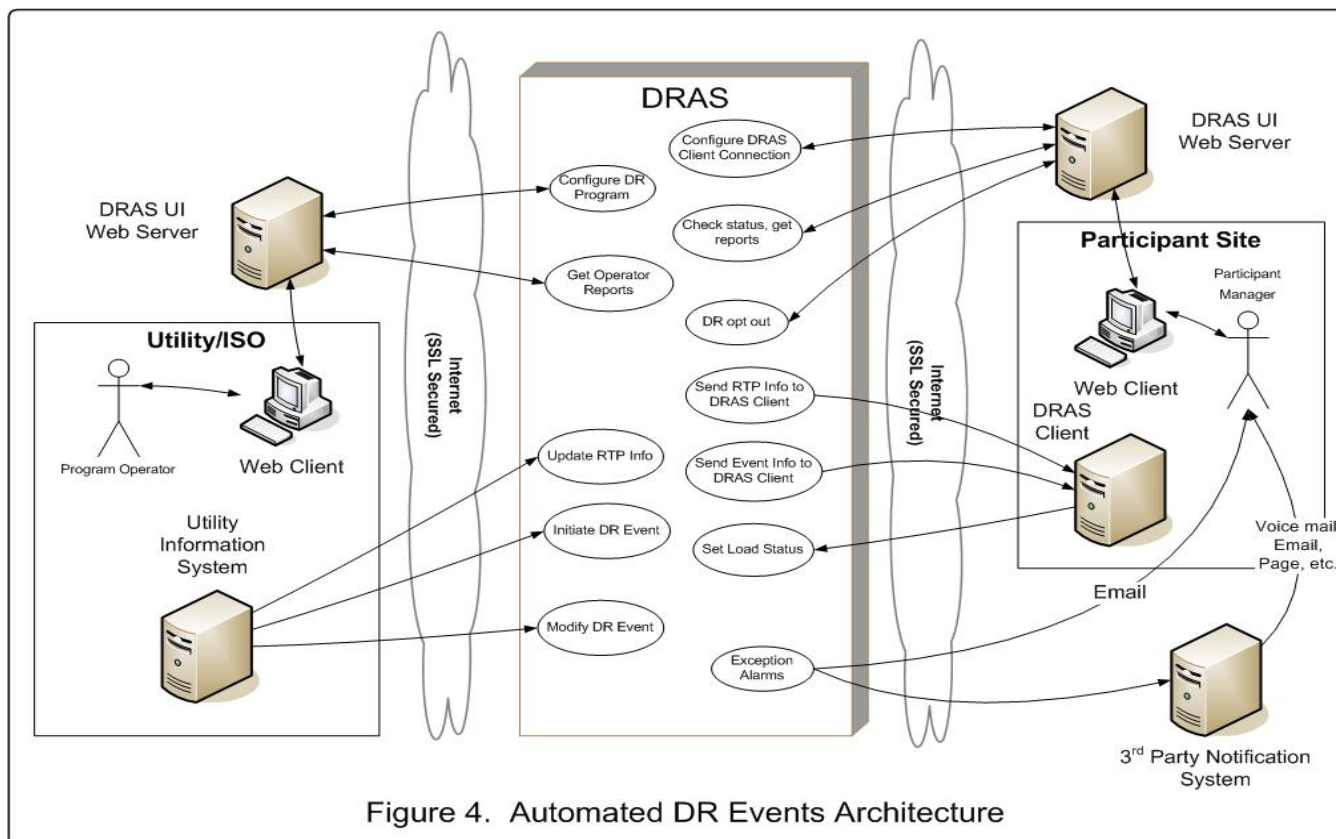 DRAS
DRAS UI
Web Server
Utility/ISO
Program Operator
Web Client
Utility
Information
System
Internet
(SSL Secured)
Configure DR
Program
Get Operator
Reports
Update RTP Info
Initiate DR Event
Modify DR Event
Configure DRAS
Client Connection
Check status, get
reports
DR opt out
Send RTP Info to
DRAS Client
Send Event Info to
DRAS Client
Set Load Status
Exception
Alarms
Internet
(SSL Secured)
DRAS UI
Web Server
Participant Site
Participant
Manager
Web Client
DRAS
Client
Voice mail,
Email,
Page, etc.
Email
3rd Party Notification
System
Figure 4. Automated DR Events Architecture